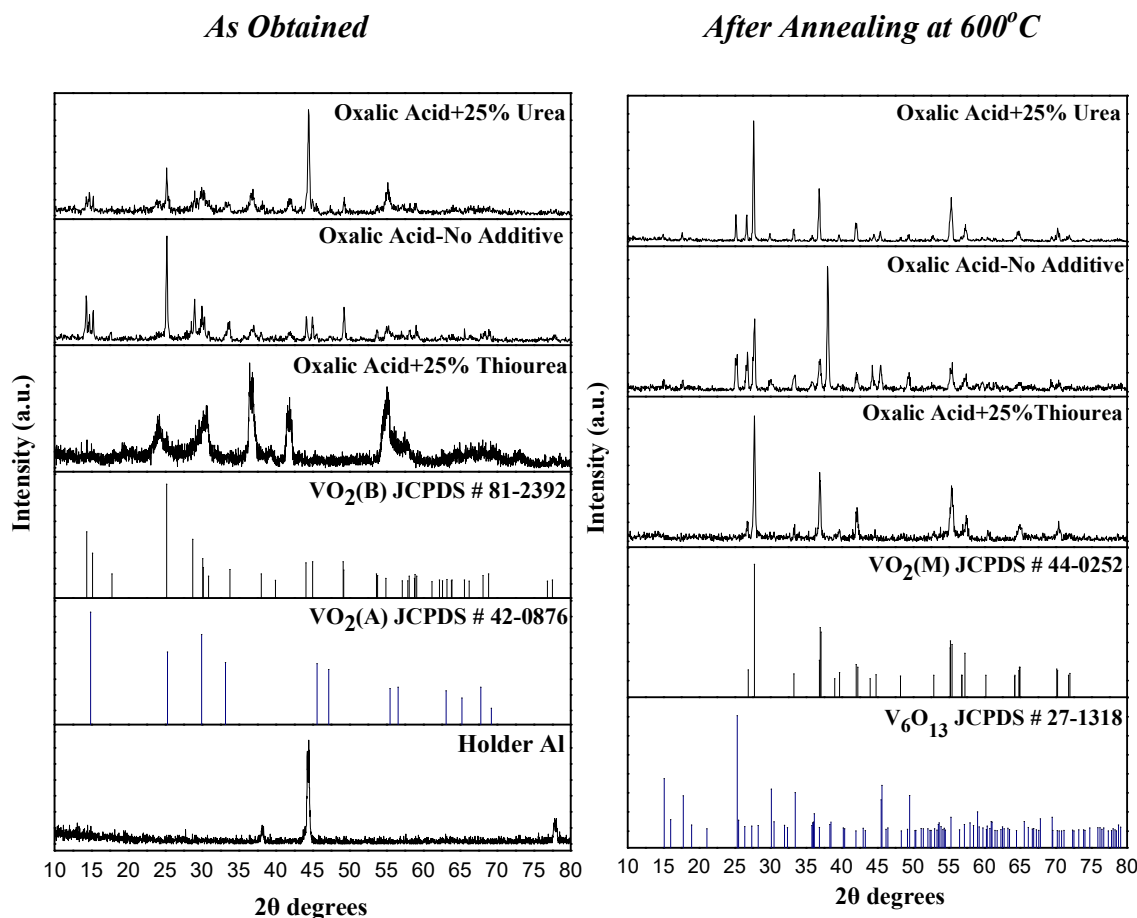 As Obtained
Oxalic Acid+25% Urea
Oxalic Acid-No Additive
Oxalic Acid+25% Thiourea
VO2(B) JCPDS # 81-2392
VO2(A) JCPDS # 42-0876
Holder Al
Intensity (a.u.)
10 15 20 25 30 35 40 45 50 55 60 65 70 75 80
2θ degrees
After Annealing at 600°C
Oxalic Acid+25% Urea
Oxalic Acid-No Additive
Oxalic Acid+25%Thiourea
VO2(M) JCPDS # 44-0252
V6O13 JCPDS # 27-1318
Intensity (a.u.)
10 15 20 25 30 35 40 45 50 55 60 65 70 75 80
2θ degrees